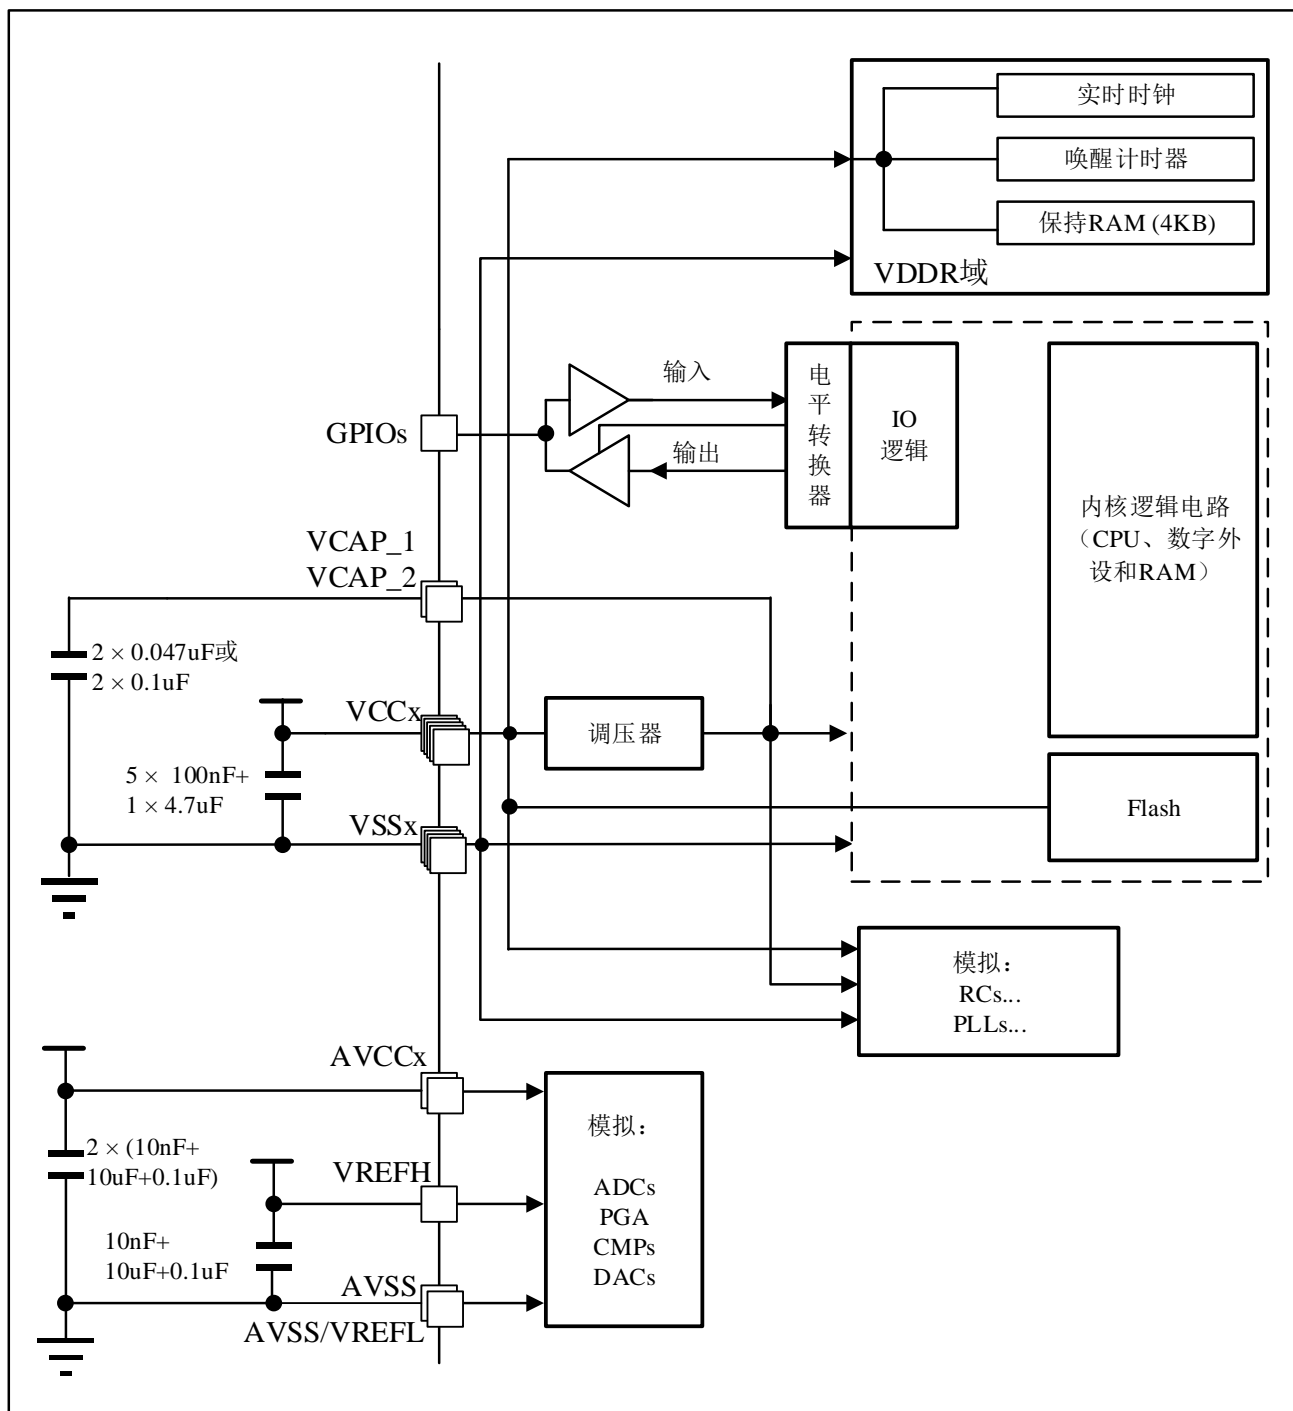 实时时钟
唤醒计时器
保持RAM (4KB)
VDDR域
输入
GPIOs
输出
电
平
转
换
器
IO
逻辑
内核逻辑电路
（CPU、数字外
设和RAM）
VCAP_1
VCAP_2
2 × 0.047uF或
2 × 0.1uF
VCCx
调压器
5 × 100nF+
1 × 4.7uF
VSSx
Flash
模拟：
RCs...
PLLs...
AVCCx
2 × (10nF+
10uF+0.1uF)
VREFH
10nF+
10uF+0.1uF
AVSS
AVSS/VREFL
模拟：
ADCs
PGA
CMPs
DACs